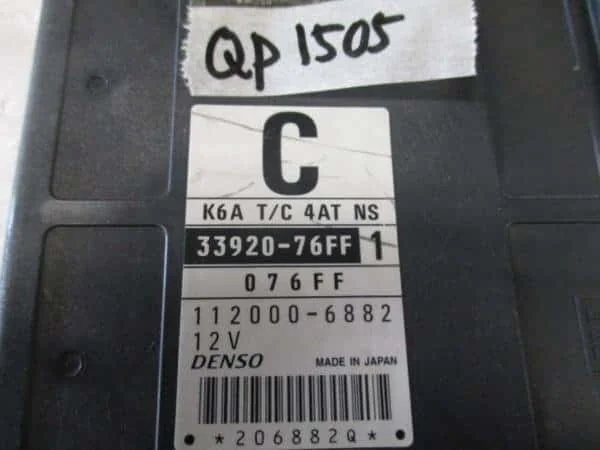 QP 1505
C
K6A T/C 4AT NS
33920-76FF 1
076FF
112000-6882
12V
DENSO MADE IN JAPAN
*206882Q*